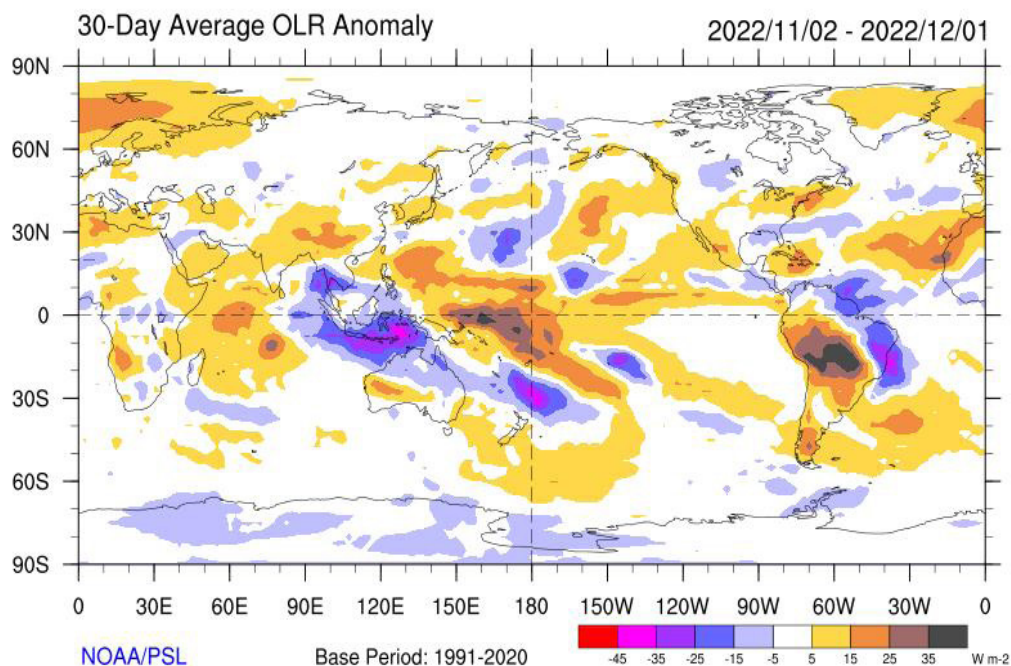 30-Day Average OLR Anomaly 2022/11/02 - 2022/12/01
90N
60N
30N
0
30S
60S
90S
0 30E 60E 90E 120E 150E 180 150W 120W 90W 60W 30W 0
-45 -35 -25 -15 -5 5 15 25 35 W m-2
NOAA/PSL Base Period: 1991-2020